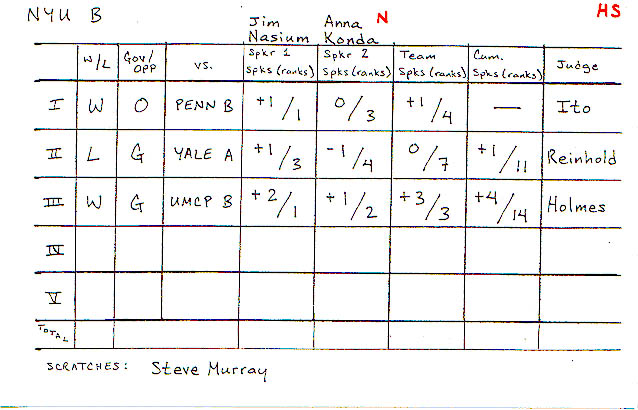 NYU B HS
Jim Nasium Anna Konda N
W/L Gov/OPP vs. Spkr 1 Spks (ranks) Spkr 2 Spks (ranks) Team Spks (ranks) Cum. Spks (ranks) Judge
I W O PENN B +1/1 0/3 +1/4 — Ito
II L G YALE A +1/3 -1/4 0/7 +1/11 Reinhold
III W G UMCP B +2/1 +1/2 +3/3 +4/14 Holmes
IV
V
TOTAL
SCRATCHES: Steve Murray